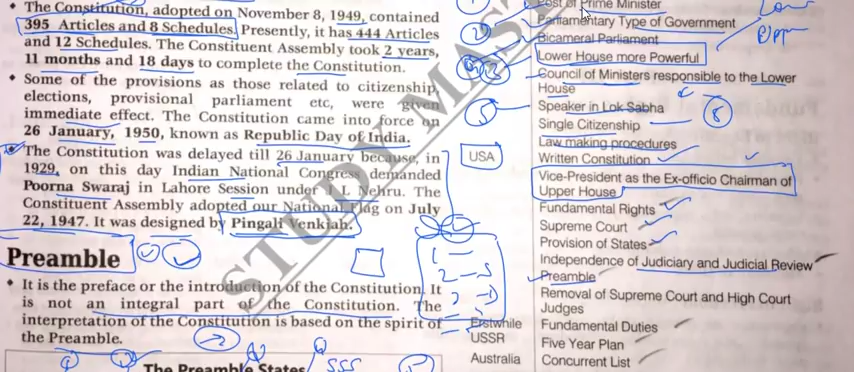 The Constitution, adopted on November 8, 1949, contained
395 Articles and 8 Schedules. Presently, it has 444 Articles
and 12 Schedules. The Constituent Assembly took 2 years,
11 months and 18 days to complete the Constitution.
Some of the provisions as those related to citizenship,
elections, provisional parliament etc, were given
immediate effect. The Constitution came into force on
26 January, 1950, known as Republic Day of India.
The Constitution was delayed till 26 January because, in
1929, on this day Indian National Congress demanded
Poorna Swaraj in Lahore Session under Nehru. The
Constituent Assembly adopted our National Flag on July
22, 1947. It was designed by Pingali Venkiah.
Preamble
It is the preface or the introduction of the Constitution. It
is not an integral part of the Constitution. The
interpretation of the Constitution is based on the spirit of
the Preamble.
The Preamble States
SSS
Post of Prime Minister
Parliamentary Type of Government
Bicameral Parliament
Lower House more Powerful
Council of Ministers responsible to the Lower
House
Speaker in Lok Sabha
Single Citizenship
Law making procedures
USA
Written Constitution
Vice-President as the Ex-officio Chairman of
Upper House
Fundamental Rights
Supreme Court
Provision of States
Independence of Judiciary and Judicial Review
Preamble
Removal of Supreme Court and High Court
Judges
Erstwhile
USSR
Fundamental Duties
Five Year Plan
Australia
Concurrent List
STUDY